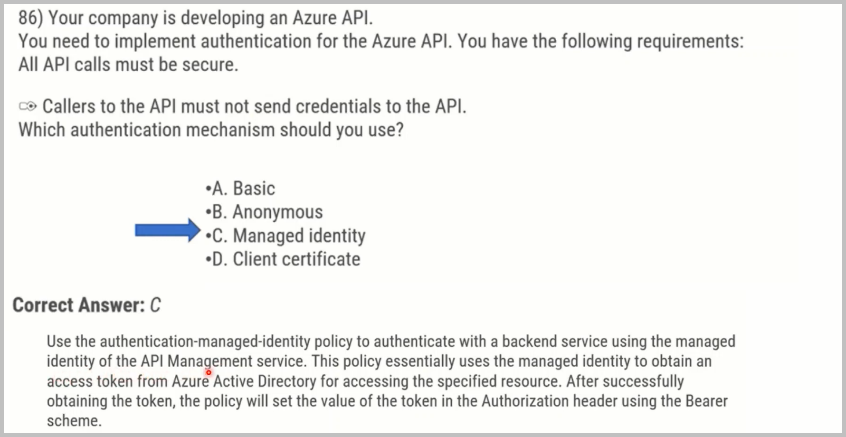 86) Your company is developing an Azure API.
You need to implement authentication for the Azure API. You have the following requirements:
All API calls must be secure.
Callers to the API must not send credentials to the API.
Which authentication mechanism should you use?
•A. Basic
•B. Anonymous
•C. Managed identity
•D. Client certificate
Correct Answer: C
Use the authentication-managed-identity policy to authenticate with a backend service using the managed
identity of the API Management service. This policy essentially uses the managed identity to obtain an
access token from Azure Active Directory for accessing the specified resource. After successfully
obtaining the token, the policy will set the value of the token in the Authorization header using the Bearer
scheme.